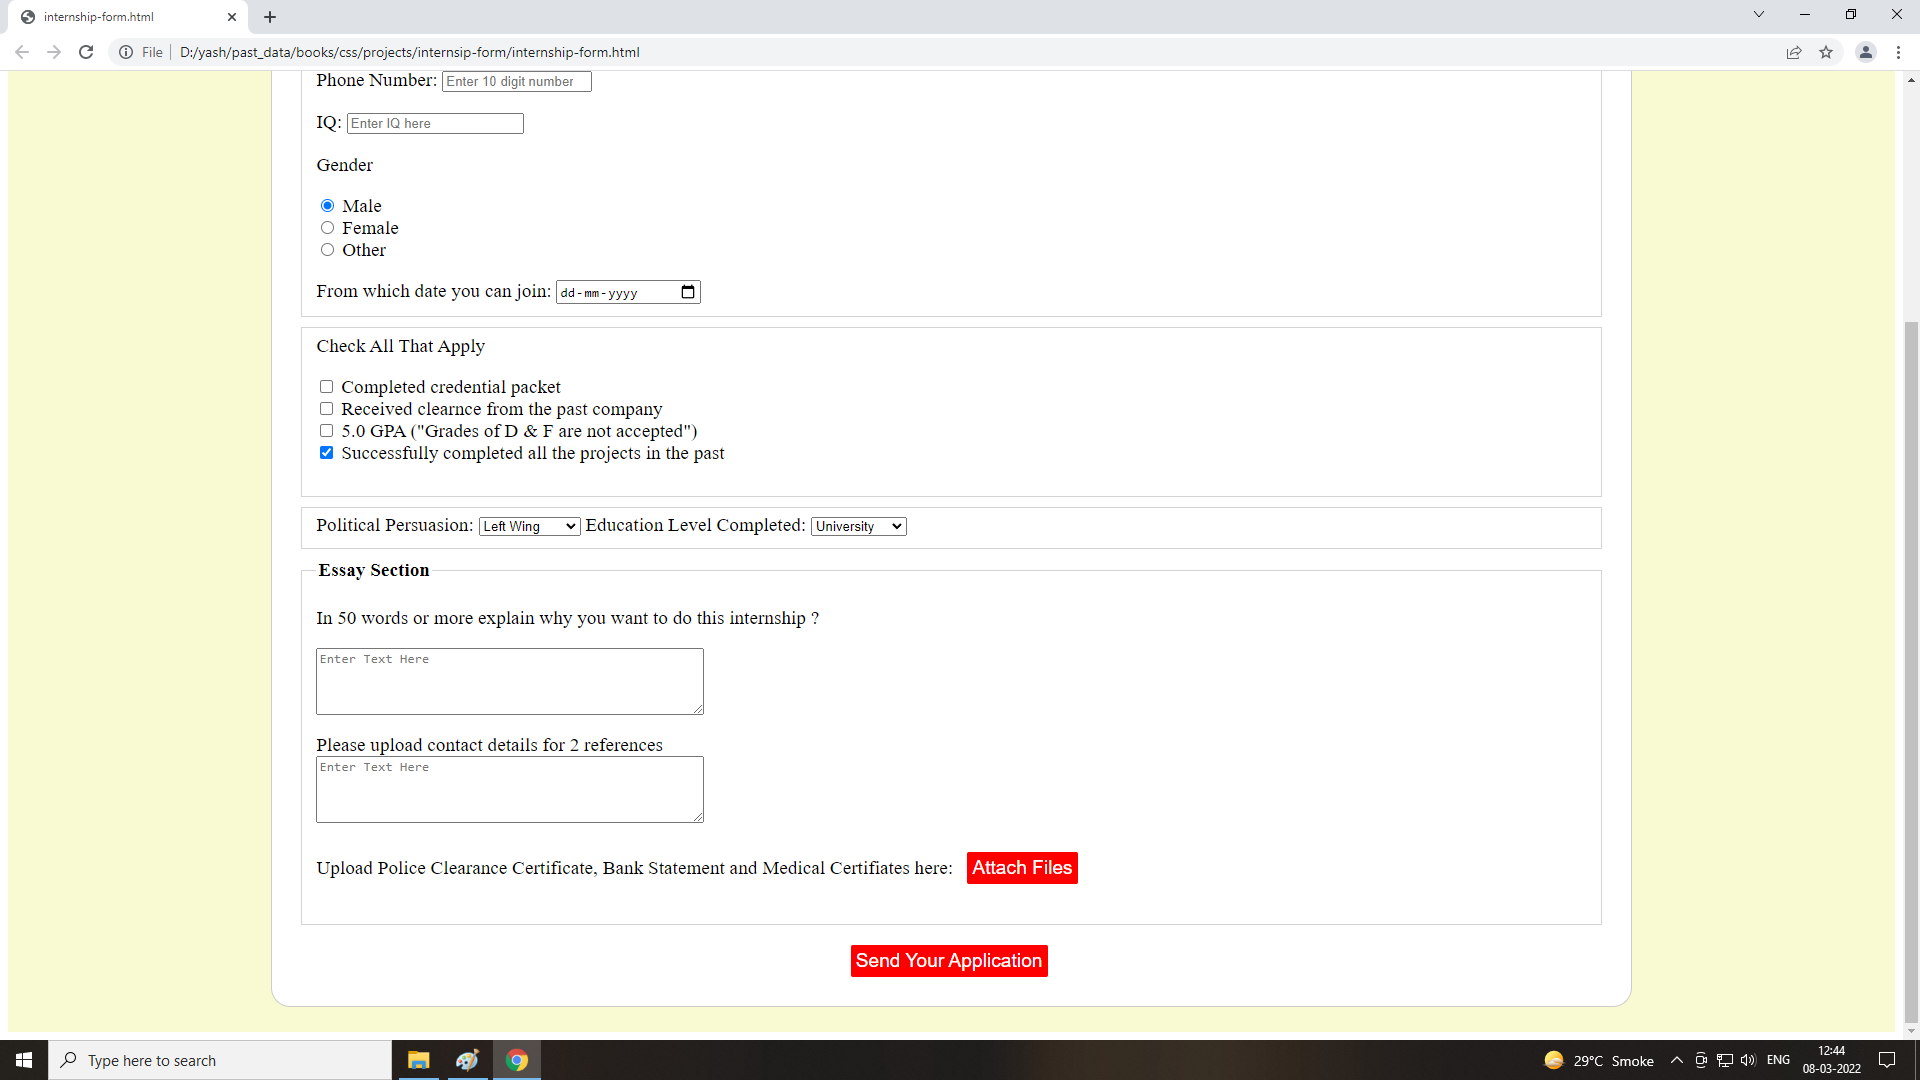 internship-form.html
File D:/yash/past_data/books/css/projects/internsip-form/internship-form.html
Phone Number: Enter 10 digit number
IQ: Enter IQ here
Gender
Male
Female
Other
From which date you can join: dd-mm-yyyy
Check All That Apply
Completed credential packet
Received clearnce from the past company
5.0 GPA ("Grades of D & F are not accepted")
Successfully completed all the projects in the past
Political Persuasion: Left Wing Education Level Completed: University
Essay Section
In 50 words or more explain why you want to do this internship ?
Enter Text Here
Please upload contact details for 2 references
Enter Text Here
Upload Police Clearance Certificate, Bank Statement and Medical Certifiates here: Attach Files
Send Your Application
Type here to search
29°C Smoke
ENG
12:44
08-03-2022